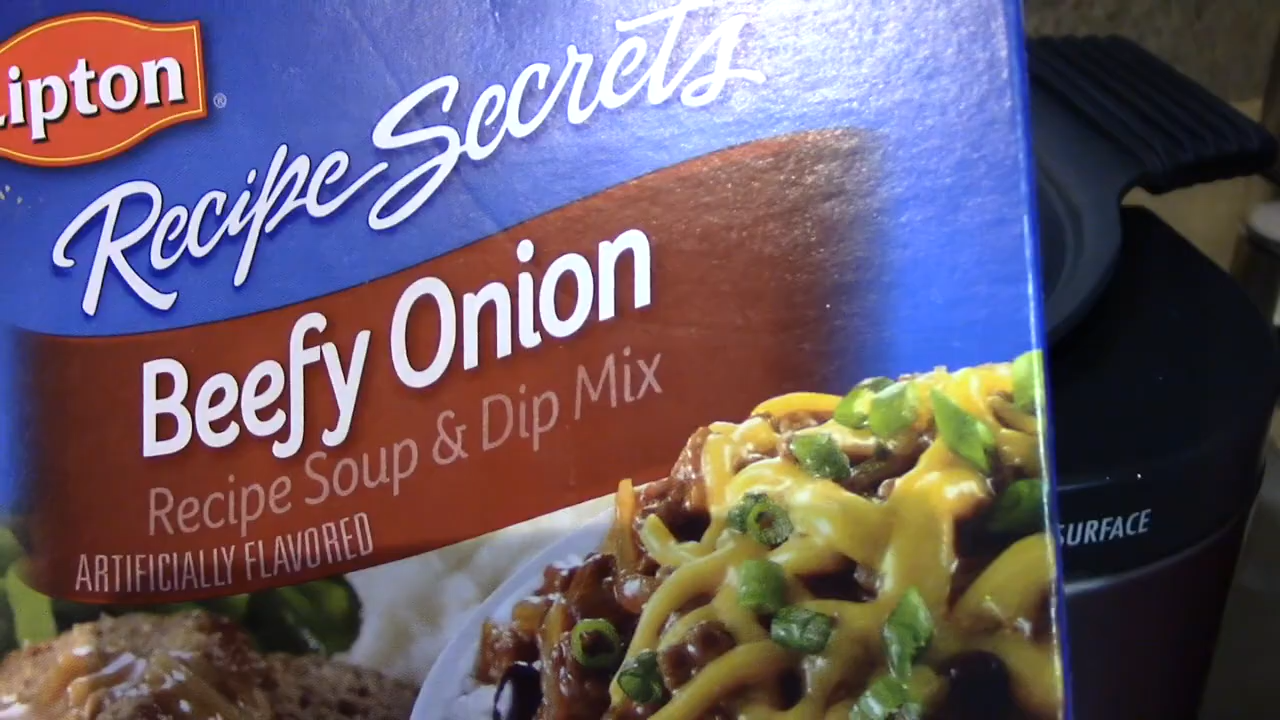 Lipton®
Recipe Secrets
Beefy Onion
Recipe Soup & Dip Mix
ARTIFICIALLY FLAVORED
SURFACE